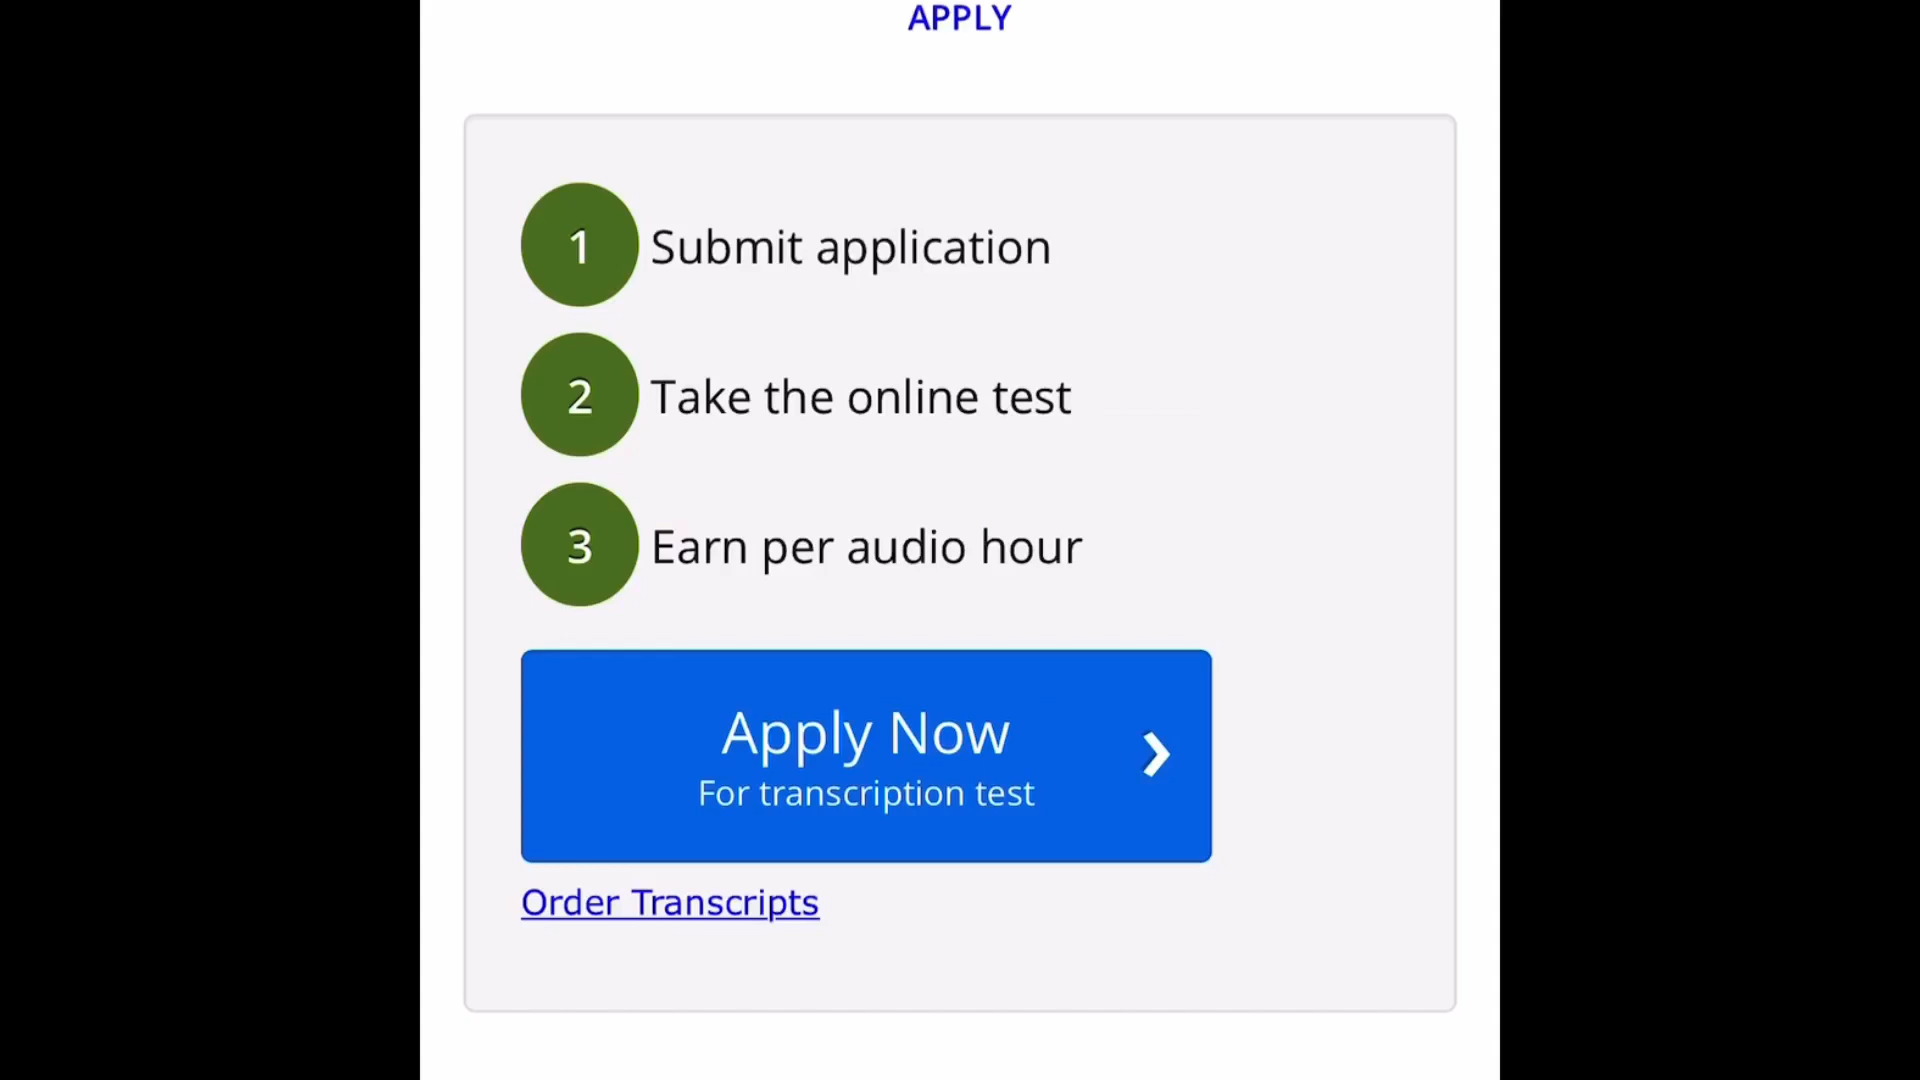 APPLY
1 Submit application
2 Take the online test
3 Earn per audio hour
Apply Now
For transcription test
Order Transcripts